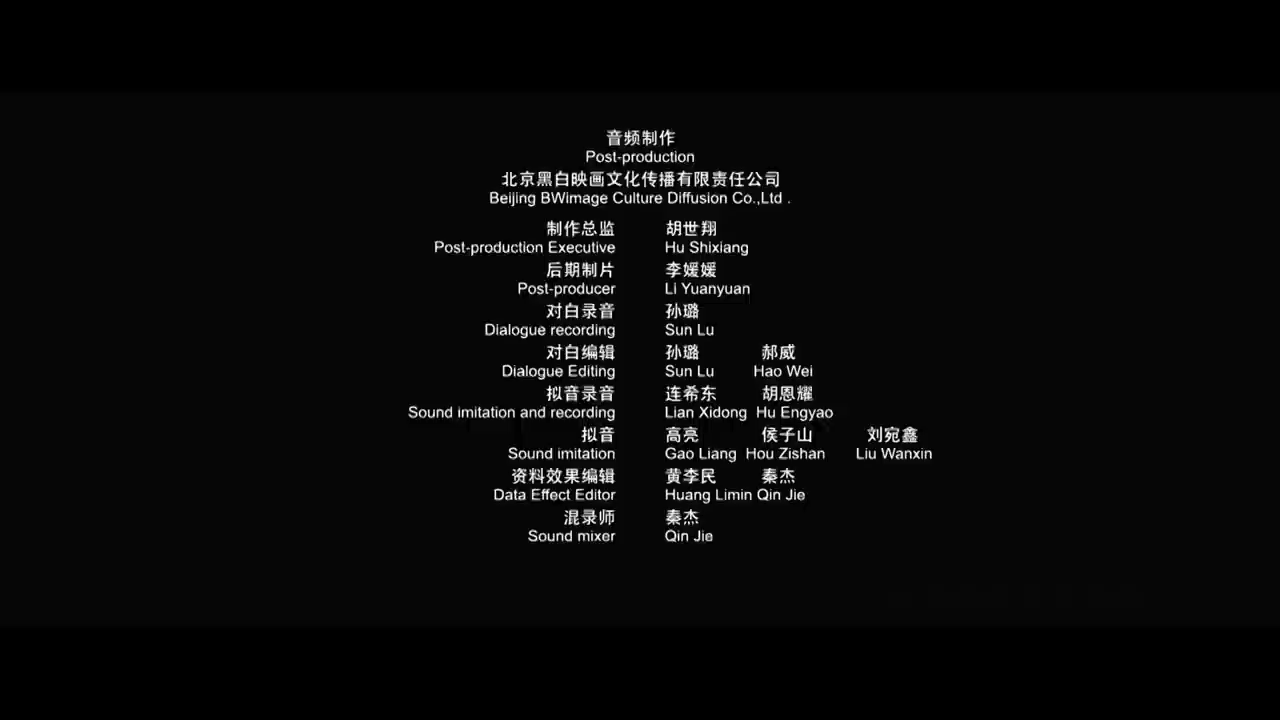 音频制作
Post-production
北京黑白映画文化传播有限责任公司
Beijing BWimage Culture Diffusion Co.,Ltd .
制作总监 胡世翔
Post-production Executive Hu Shixiang
后期制片 李媛媛
Post-producer Li Yuanyuan
对白录音 孙璐
Dialogue recording Sun Lu
对白编辑 孙璐 郝威
Dialogue Editing Sun Lu Hao Wei
拟音录音 连希东 胡恩耀
Sound imitation and recording Lian Xidong Hu Engyao
拟音 高亮 侯子山 刘宛鑫
Sound imitation Gao Liang Hou Zishan Liu Wanxin
资料效果编辑 黄李民 秦杰
Data Effect Editor Huang Limin Qin Jie
混录师 秦杰
Sound mixer Qin Jie